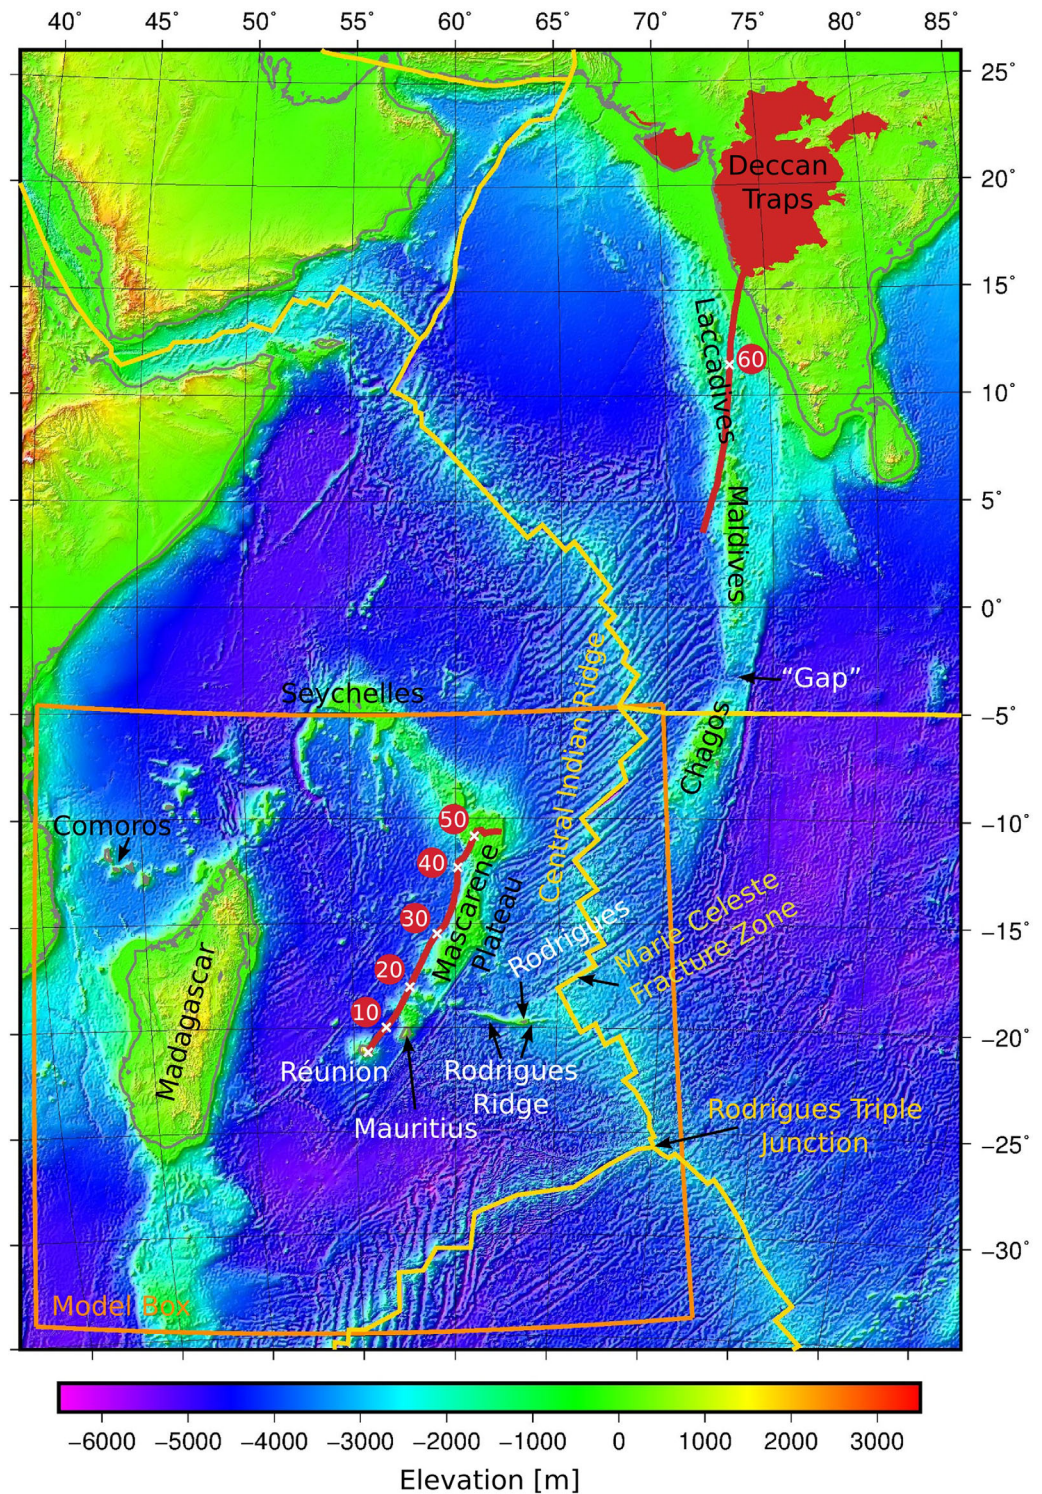 40° 45° 50° 55° 60° 65° 70° 75° 80° 85°
25°
Deccan
Traps
20°
15°
Laccadives
60
10°
5°
Maldives
0°
"Gap"
Seychelles
−5°
Central Indian Ridge
Chagos
50
−10°
Comoros
40
Mascarene
Plateau
30
Rodrigues
Marie Celeste
Fracture Zone
−15°
20
Madagascar
10
−20°
Réunion
Rodrigues
Ridge
Mauritius
Rodrigues Triple
Junction
−25°
−30°
Model Box
−6000 −5000 −4000 −3000 −2000 −1000 0 1000 2000 3000
Elevation [m]